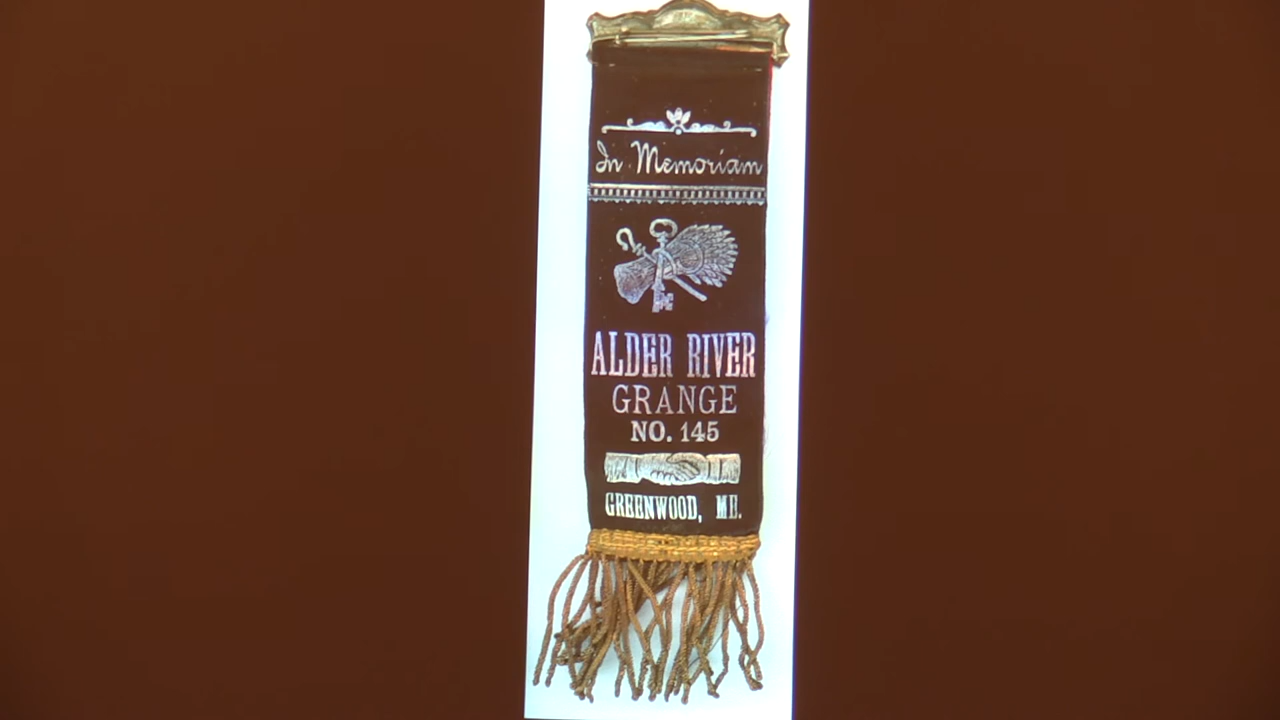 In Memoriam
ALDER RIVER
GRANGE
NO. 145
GREENWOOD, ME.